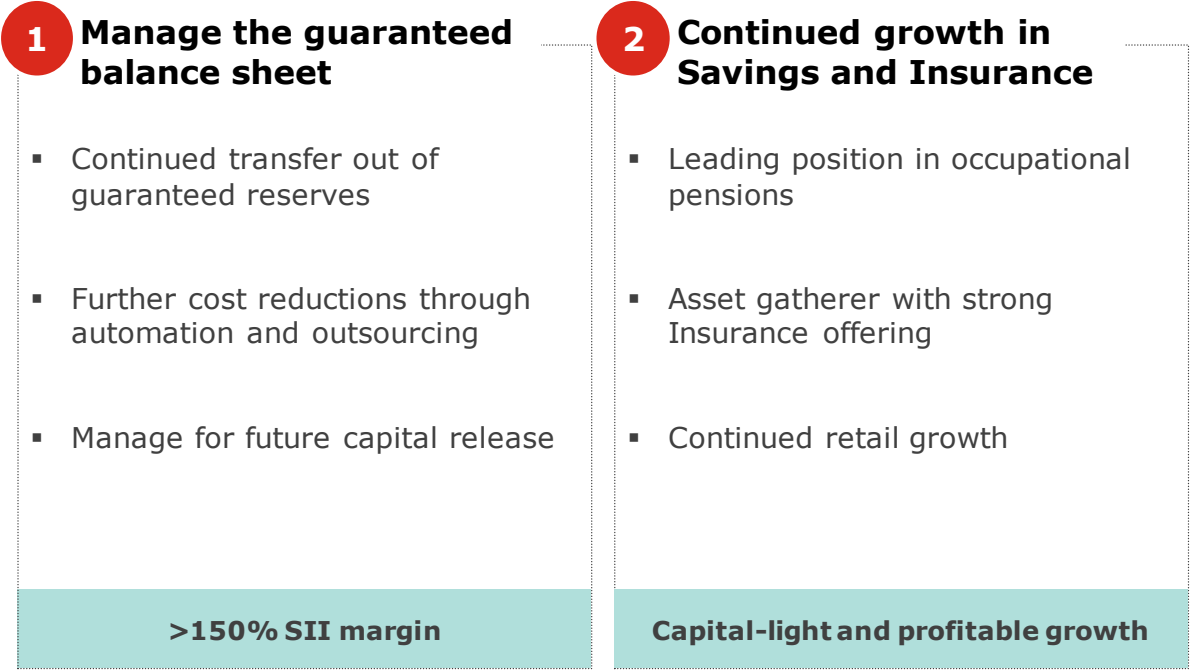 1
Manage the guaranteed
balance sheet
▪ Continued transfer out of
guaranteed reserves
▪ Further cost reductions through
automation and outsourcing
▪ Manage for future capital release
>150% SII margin
2
Continued growth in
Savings and Insurance
▪ Leading position in occupational
pensions
▪ Asset gatherer with strong
Insurance offering
▪ Continued retail growth
Capital-light and profitable growth